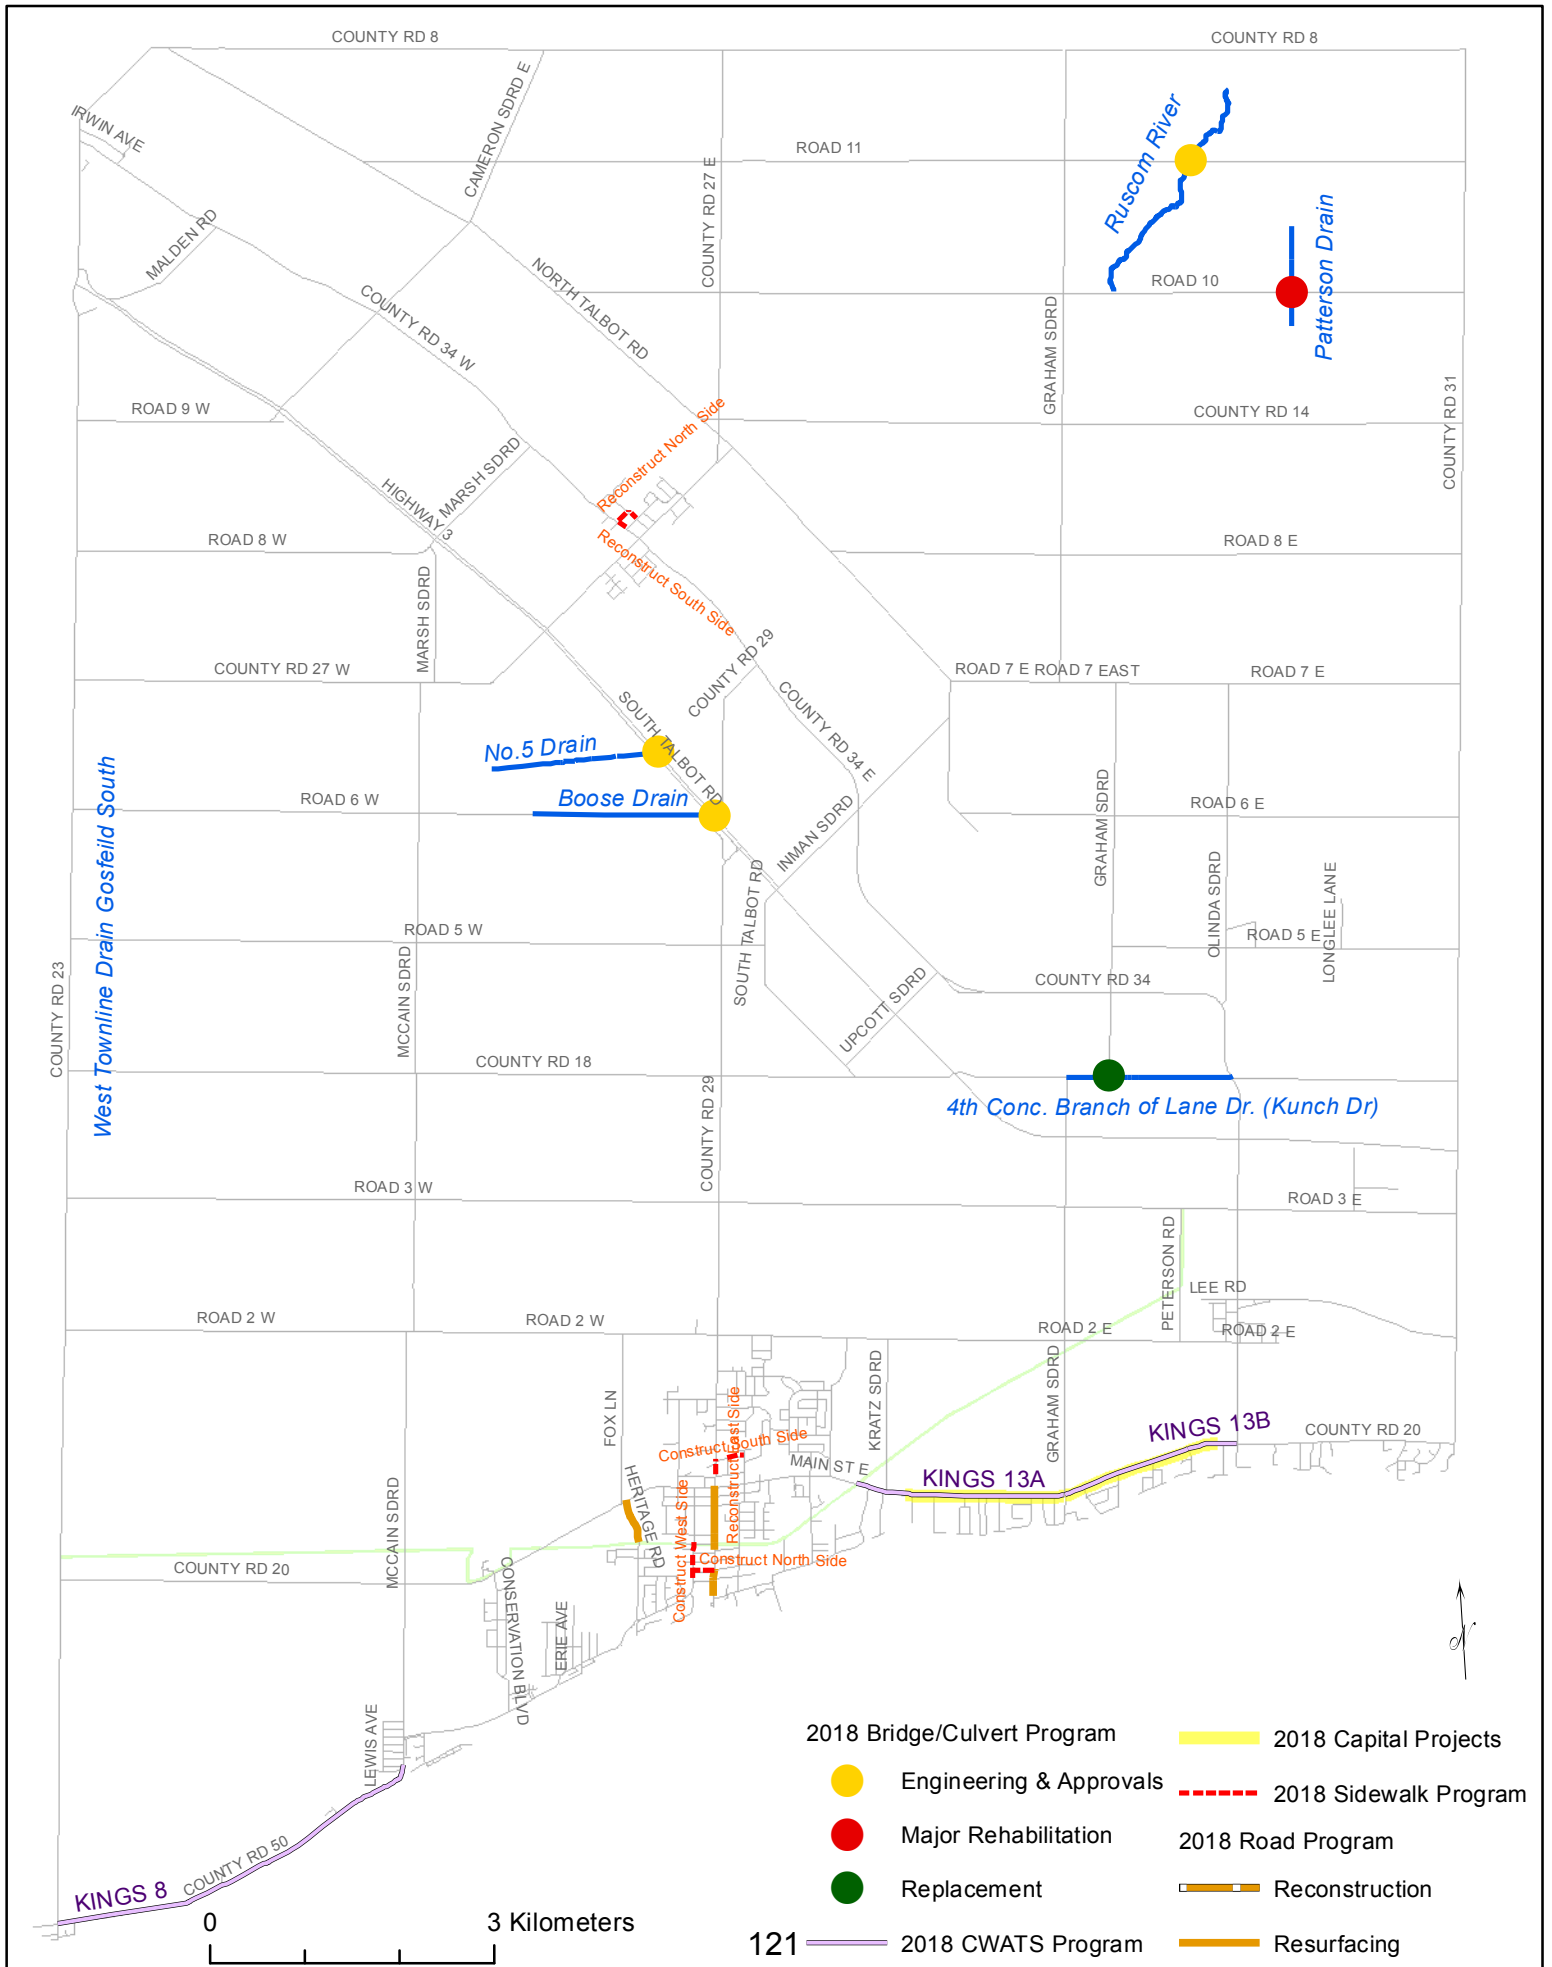 COUNTY RD 8
COUNTY RD 8
IRWIN AVE
CAMERON SDRD E
ROAD 11
Ruscom River
COUNTY RD 27 E
MALDEN RD
Patterson Drain
NORTH TALBOT RD
ROAD 10
COUNTY RD 34 W
GRAHAM SDRD
ROAD 9 W
Reconstruct North Side
COUNTY RD 14
COUNTY RD 31
MARSH SDRD
HIGHWAY 3
ROAD 8 W
Reconstruct South Side
ROAD 8 E
MARSH SDRD
COUNTY RD 27 W
COUNTY RD 29
ROAD 7 E
ROAD 7 EAST
ROAD 7 E
SOUTH TALBOT RD
COUNTY RD 34 E
No.5 Drain
Boose Drain
ROAD 6 W
ROAD 6 E
West Townline Drain Gosfeild South
INMAN SDRD
GRAHAM SDRD
OLINDA SDRD
LONGLEE LANE
SOUTH TALBOT RD
ROAD 5 W
ROAD 5 E
COUNTY RD 23
MCCAIN SDRD
UPCOTT SDRD
COUNTY RD 34
COUNTY RD 18
COUNTY RD 29
4th Conc. Branch of Lane Dr. (Kunch Dr)
ROAD 3 W
ROAD 3 E
PETERSON RD
LEE RD
ROAD 2 W
ROAD 2 W
ROAD 2 E
ROAD 2 E
FOX LN
KRATZ SDRD
GRAHAM SDRD
Reconstruct East Side
Construct South Side
KINGS 13B
COUNTY RD 20
MAIN ST E
KINGS 13A
HERITAGE RD
MCCAIN SDRD
Construct West Side
Construct North Side
COUNTY RD 20
CONSERVATION BLVD
ERIE AVE
N
LEWIS AVE
COUNTY RD 50
KINGS 8
0
3 Kilometers
2018 Bridge/Culvert Program
Engineering & Approvals
Major Rehabilitation
Replacement
121
2018 CWATS Program
2018 Capital Projects
2018 Sidewalk Program
2018 Road Program
Reconstruction
Resurfacing